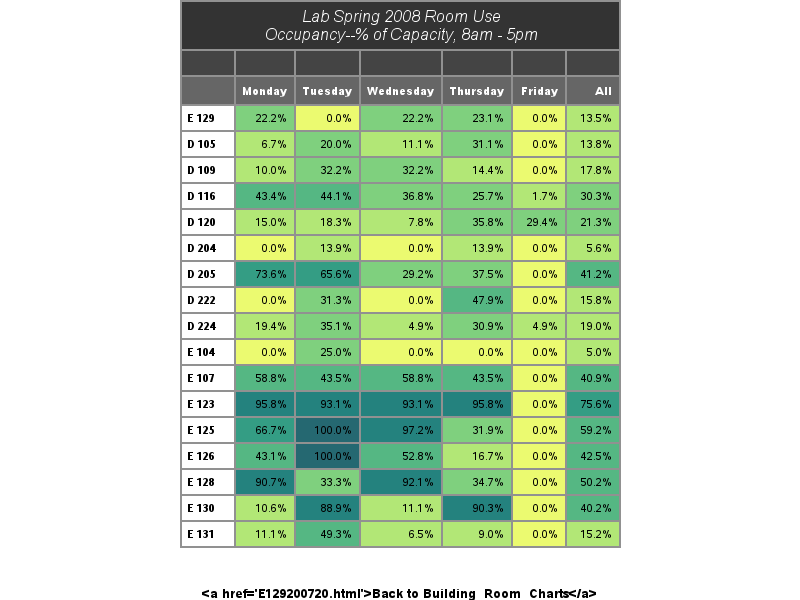 Lab Spring 2008 Room Use
Occupancy--% of Capacity, 8am - 5pm
Monday Tuesday Wednesday Thursday Friday All
E 129 22.2% 0.0% 22.2% 23.1% 0.0% 13.5%
D 105 6.7% 20.0% 11.1% 31.1% 0.0% 13.8%
D 109 10.0% 32.2% 32.2% 14.4% 0.0% 17.8%
D 116 43.4% 44.1% 36.8% 25.7% 1.7% 30.3%
D 120 15.0% 18.3% 7.8% 35.8% 29.4% 21.3%
D 204 0.0% 13.9% 0.0% 13.9% 0.0% 5.6%
D 205 73.6% 65.6% 29.2% 37.5% 0.0% 41.2%
D 222 0.0% 31.3% 0.0% 47.9% 0.0% 15.8%
D 224 19.4% 35.1% 4.9% 30.9% 4.9% 19.0%
E 104 0.0% 25.0% 0.0% 0.0% 0.0% 5.0%
E 107 58.8% 43.5% 58.8% 43.5% 0.0% 40.9%
E 123 95.8% 93.1% 93.1% 95.8% 0.0% 75.6%
E 125 66.7% 100.0% 97.2% 31.9% 0.0% 59.2%
E 126 43.1% 100.0% 52.8% 16.7% 0.0% 42.5%
E 128 90.7% 33.3% 92.1% 34.7% 0.0% 50.2%
E 130 10.6% 88.9% 11.1% 90.3% 0.0% 40.2%
E 131 11.1% 49.3% 6.5% 9.0% 0.0% 15.2%
<a href='E129200720.html'>Back to Building_Room_Charts</a>